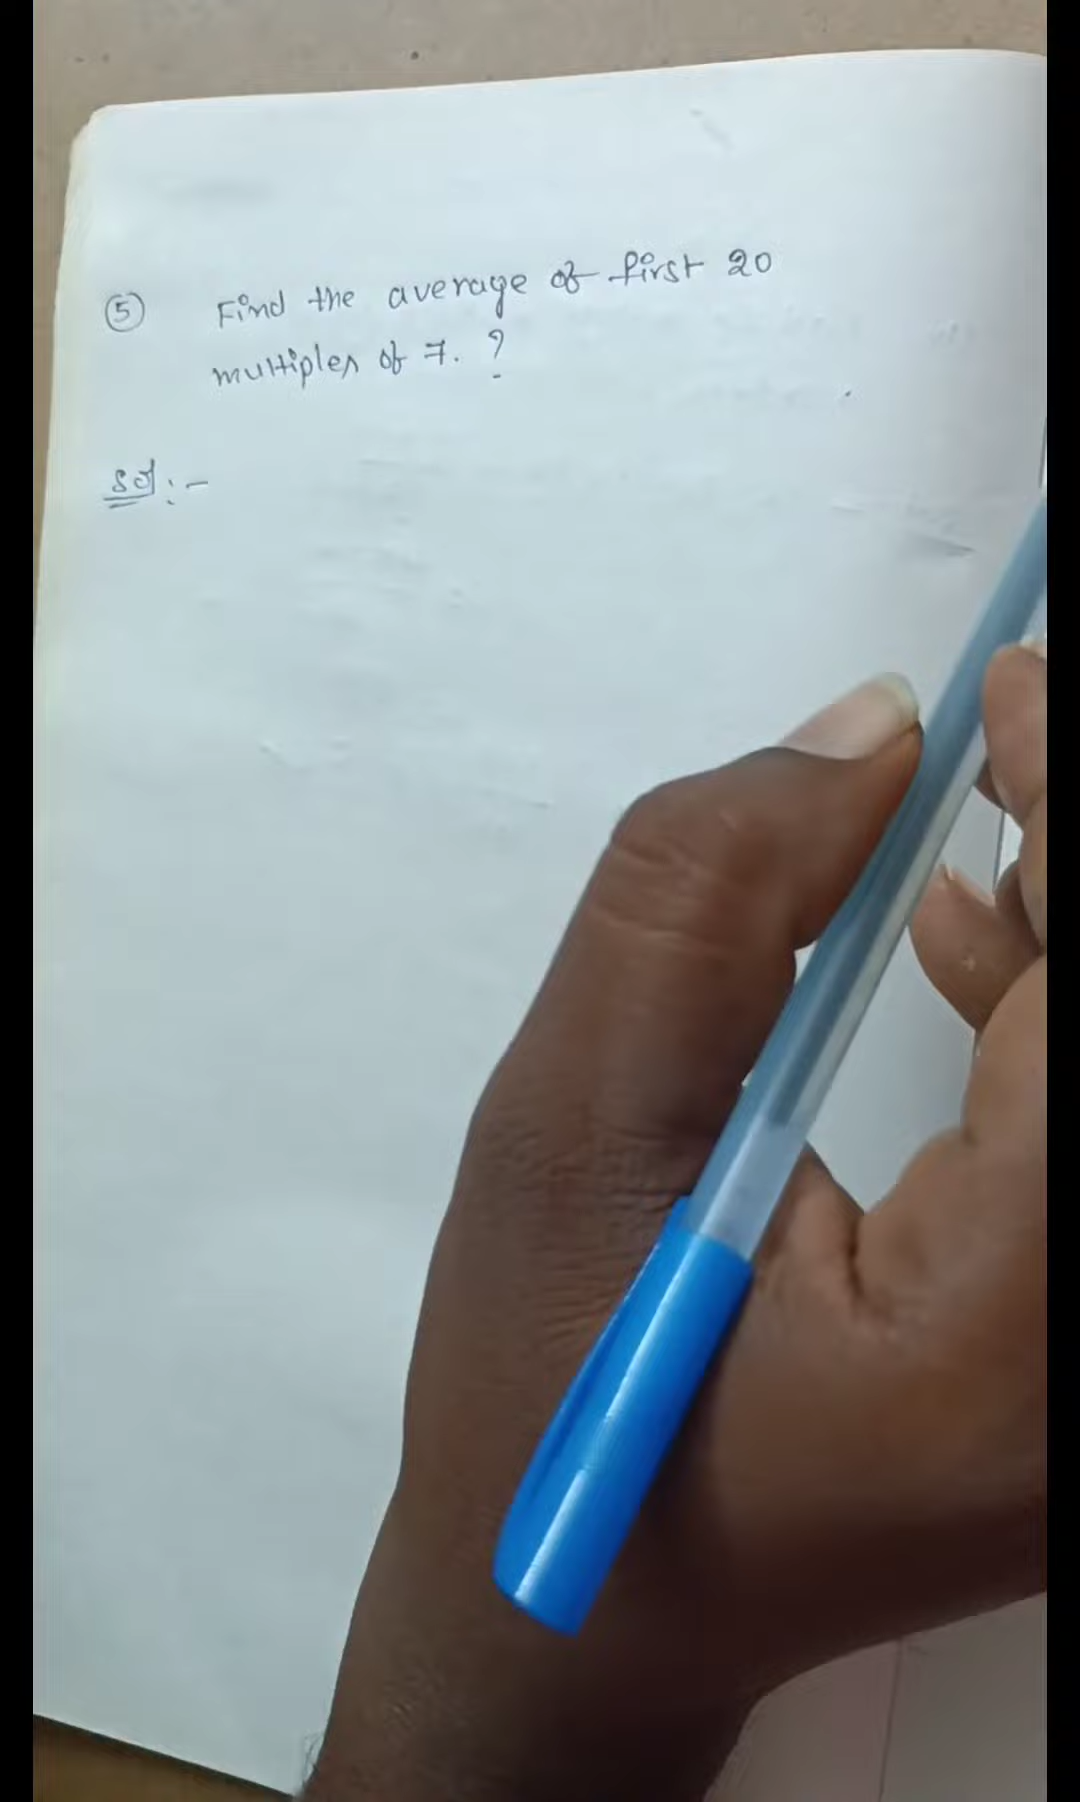 ⑤ Find the average of first 20
multiples of 7. ?
Sol :-